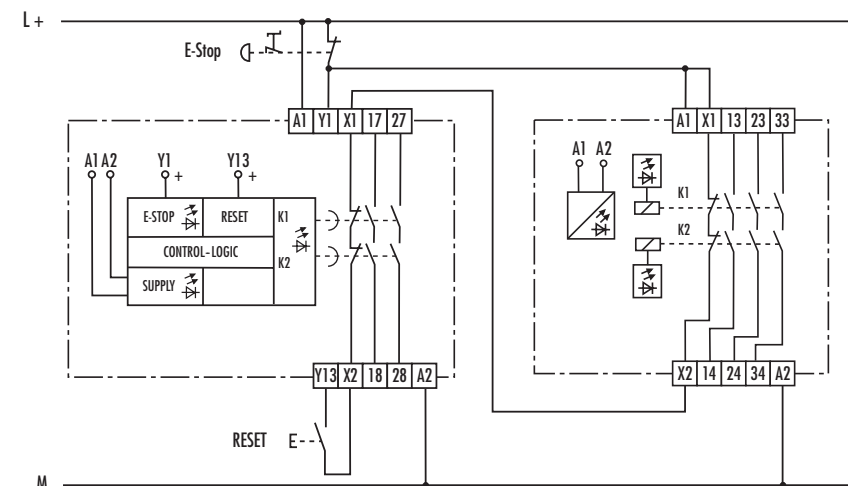 L +
E-Stop
A1 Y1 X1 17 27
A1 X1 13 23 33
A1 A2 Y1 + Y13 +
E-STOP RESET K1
CONTROL-LOGIC
K2
SUPPLY
A1 A2
K1
K2
Y13 X2 18 28 A2
X2 14 24 34 A2
RESET E
M